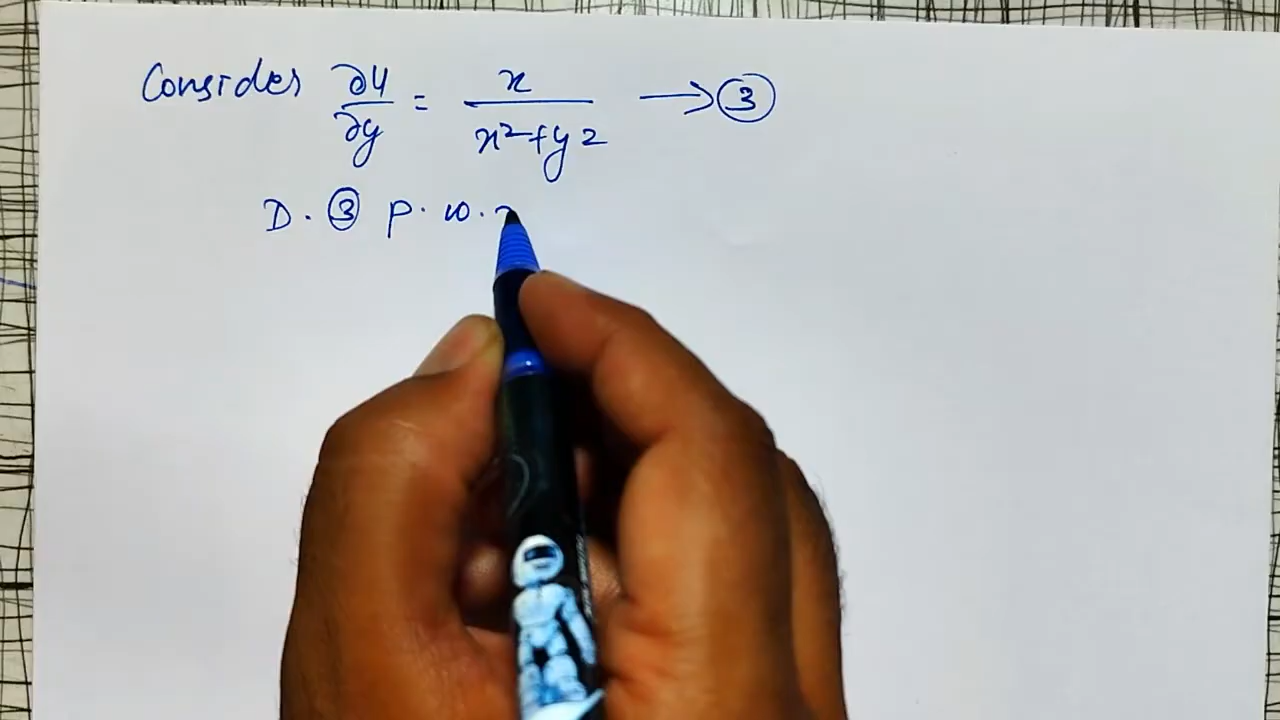 Consider ∂u/∂y = x/(x²+y²) → ③
D. ③ p. w. r